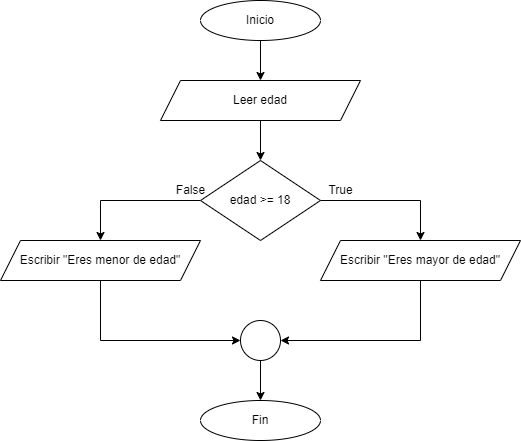 Inicio
Leer edad
False
True
edad >= 18
Escribir "Eres menor de edad"
Escribir "Eres mayor de edad"
Fin